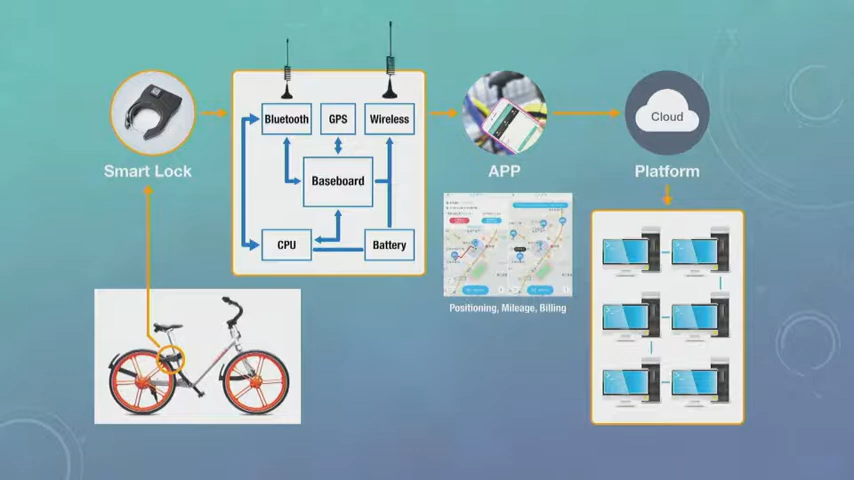 Bluetooth
GPS
Wireless
Cloud
Smart Lock
Baseboard
APP
Platform
CPU
Battery
Positioning, Mileage, Billing